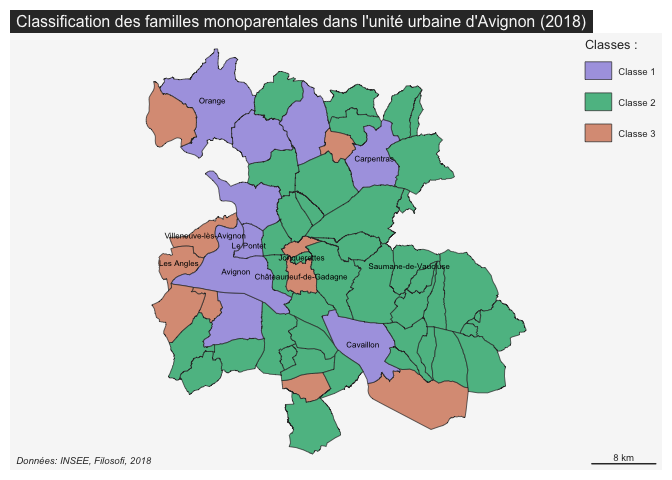 Classification des familles monoparentales dans l'unité urbaine d'Avignon (2018)
Classes :
Classe 1
Classe 2
Classe 3
Orange
Carpentras
Villeneuve-lès-Avignon
Le Pontet
Jonquerettes
Les Angles
Saumane-de-Vaucluse
Avignon
Châteauneuf-de-Gadagne
Cavaillon
Données: INSEE, Filosofi, 2018
8 km